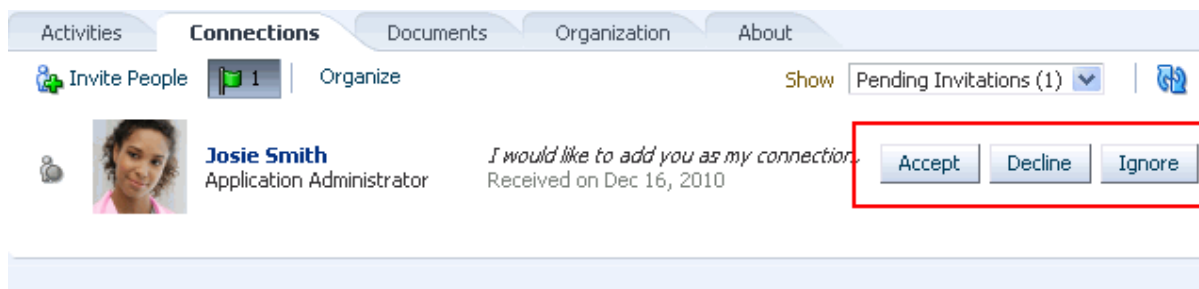 Activities Connections Documents Organization About
Invite People 1 Organize Show Pending Invitations (1)
Josie Smith I would like to add you as my connection. Accept Decline Ignore
Application Administrator Received on Dec 16, 2010